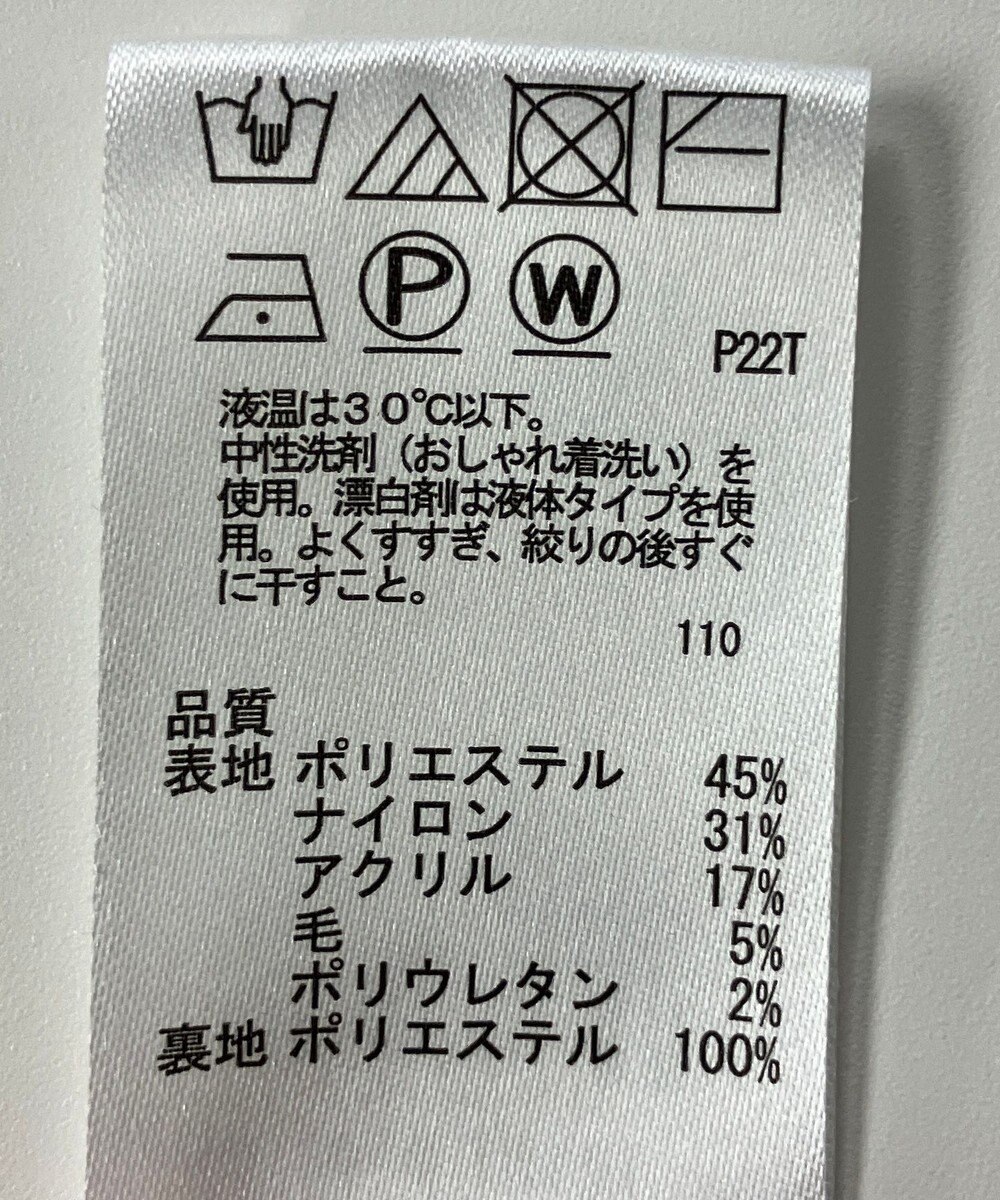 P W
P22T
液温は30℃以下。
中性洗剤（おしゃれ着洗い）を
使用。漂白剤は液体タイプを使
用。よくすすぎ、絞りの後すぐ
に干すこと。
110
品質
表地 ポリエステル 45%
ナイロン 31%
アクリル 17%
毛 5%
ポリウレタン 2%
裏地 ポリエステル 100%